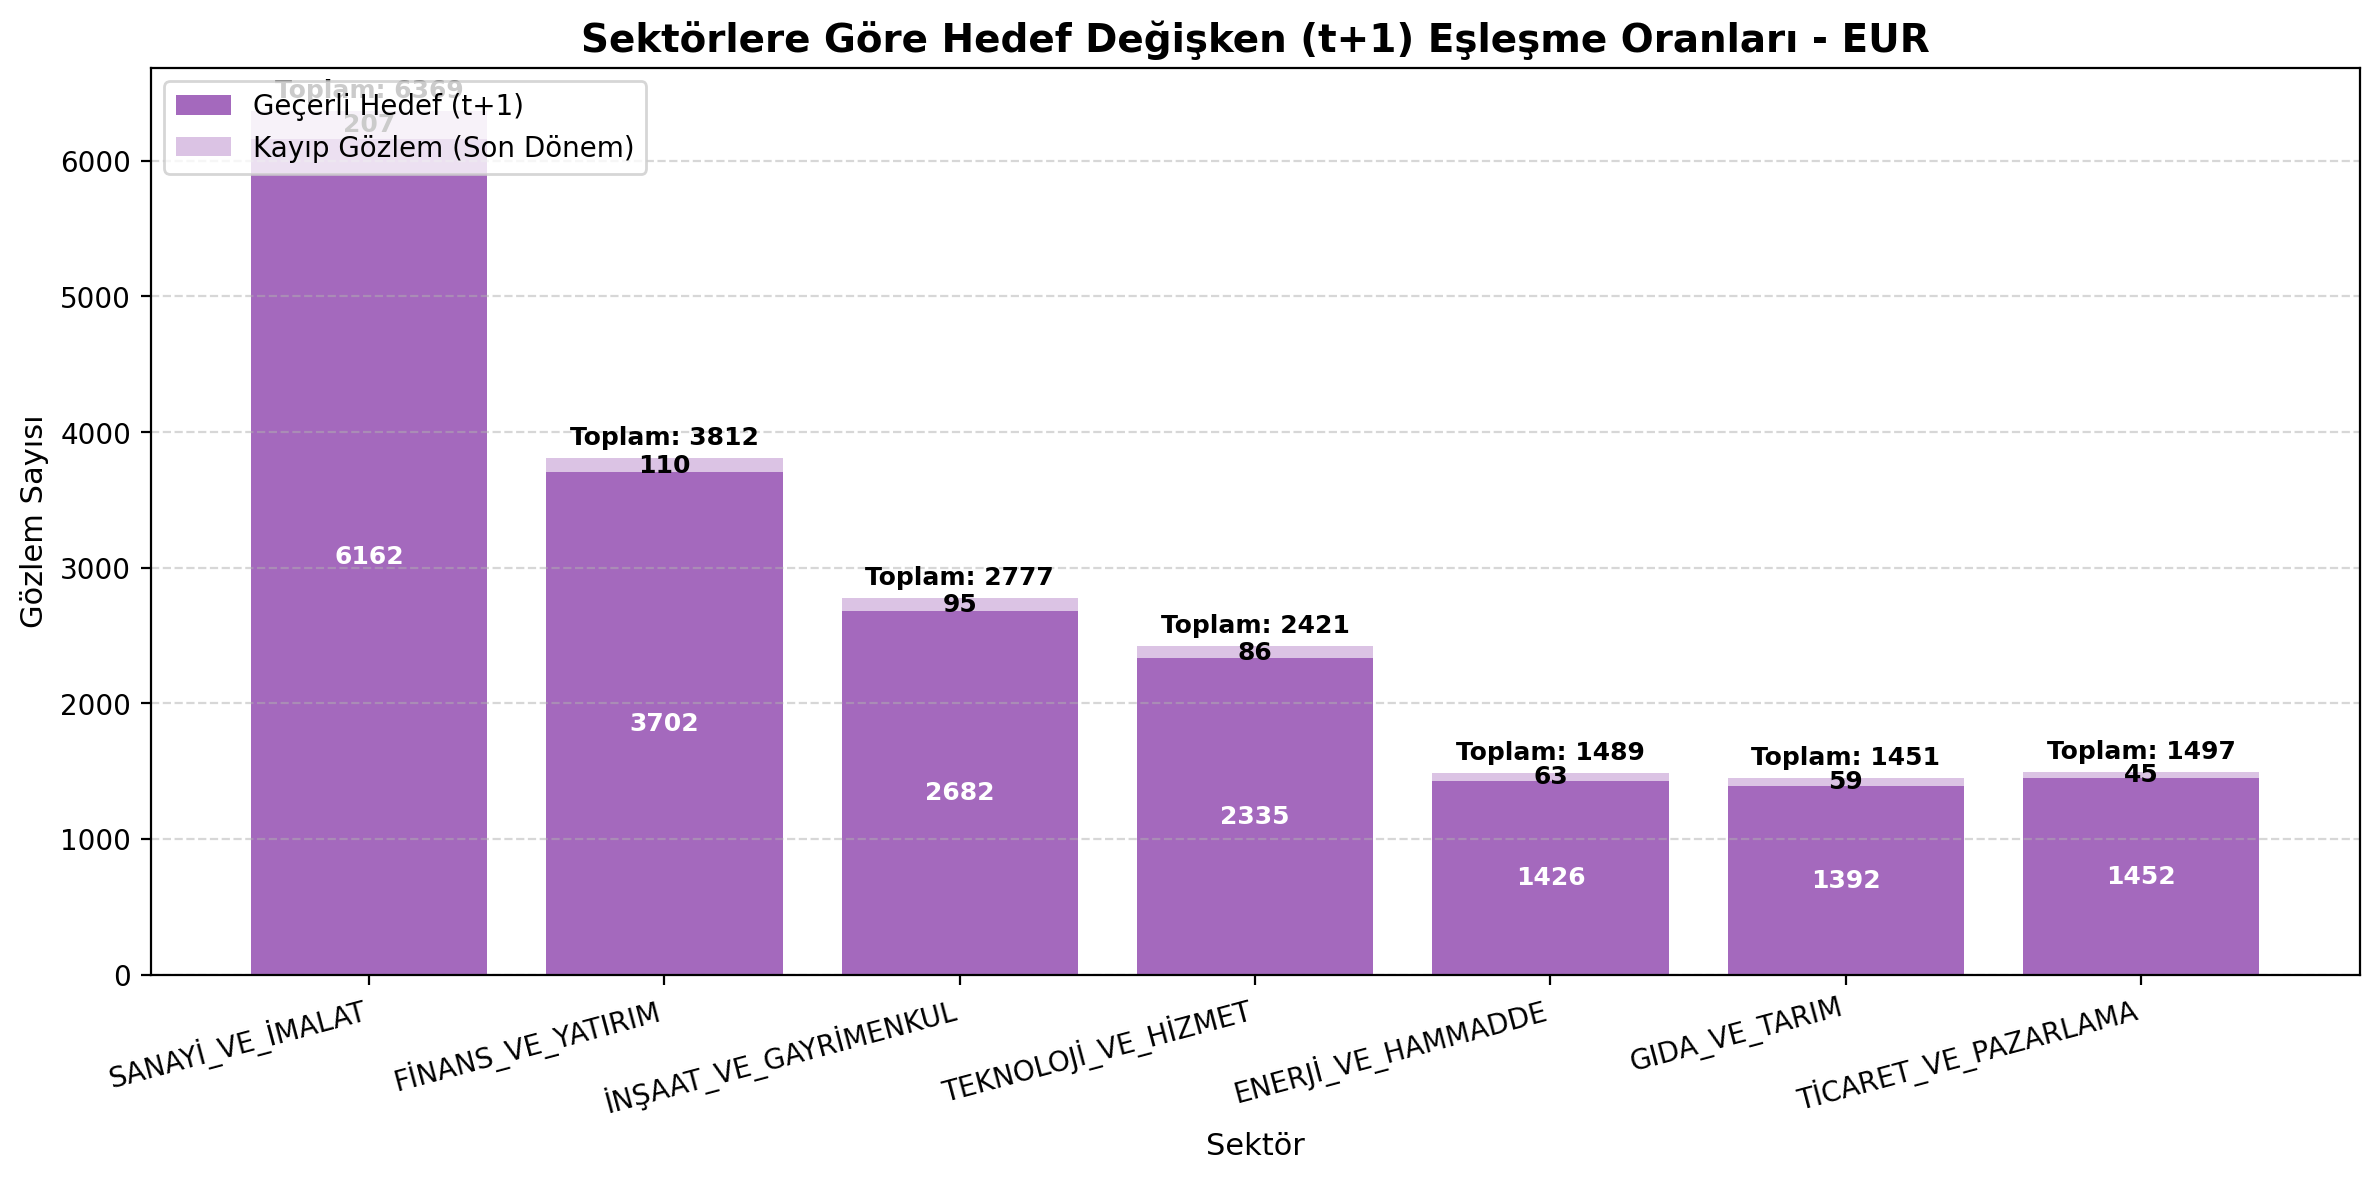 Sektörlere Göre Hedef Değişken (t+1) Eşleşme Oranları - EUR
Toplam: 6369
207
Geçerli Hedef (t+1)
Kayıp Gözlem (Son Dönem)
Gözlem Sayısı
6000
5000
4000
3000
2000
1000
0
6162
Toplam: 3812
110
3702
Toplam: 2777
95
2682
Toplam: 2421
86
2335
Toplam: 1489
63
1426
Toplam: 1451
59
1392
Toplam: 1497
45
1452
SANAYİ_VE_İMALAT
FİNANS_VE_YATIRIM
İNŞAAT_VE_GAYRİMENKUL
TEKNOLOJİ_VE_HİZMET
ENERJİ_VE_HAMMADDE
GIDA_VE_TARIM
TİCARET_VE_PAZARLAMA
Sektör